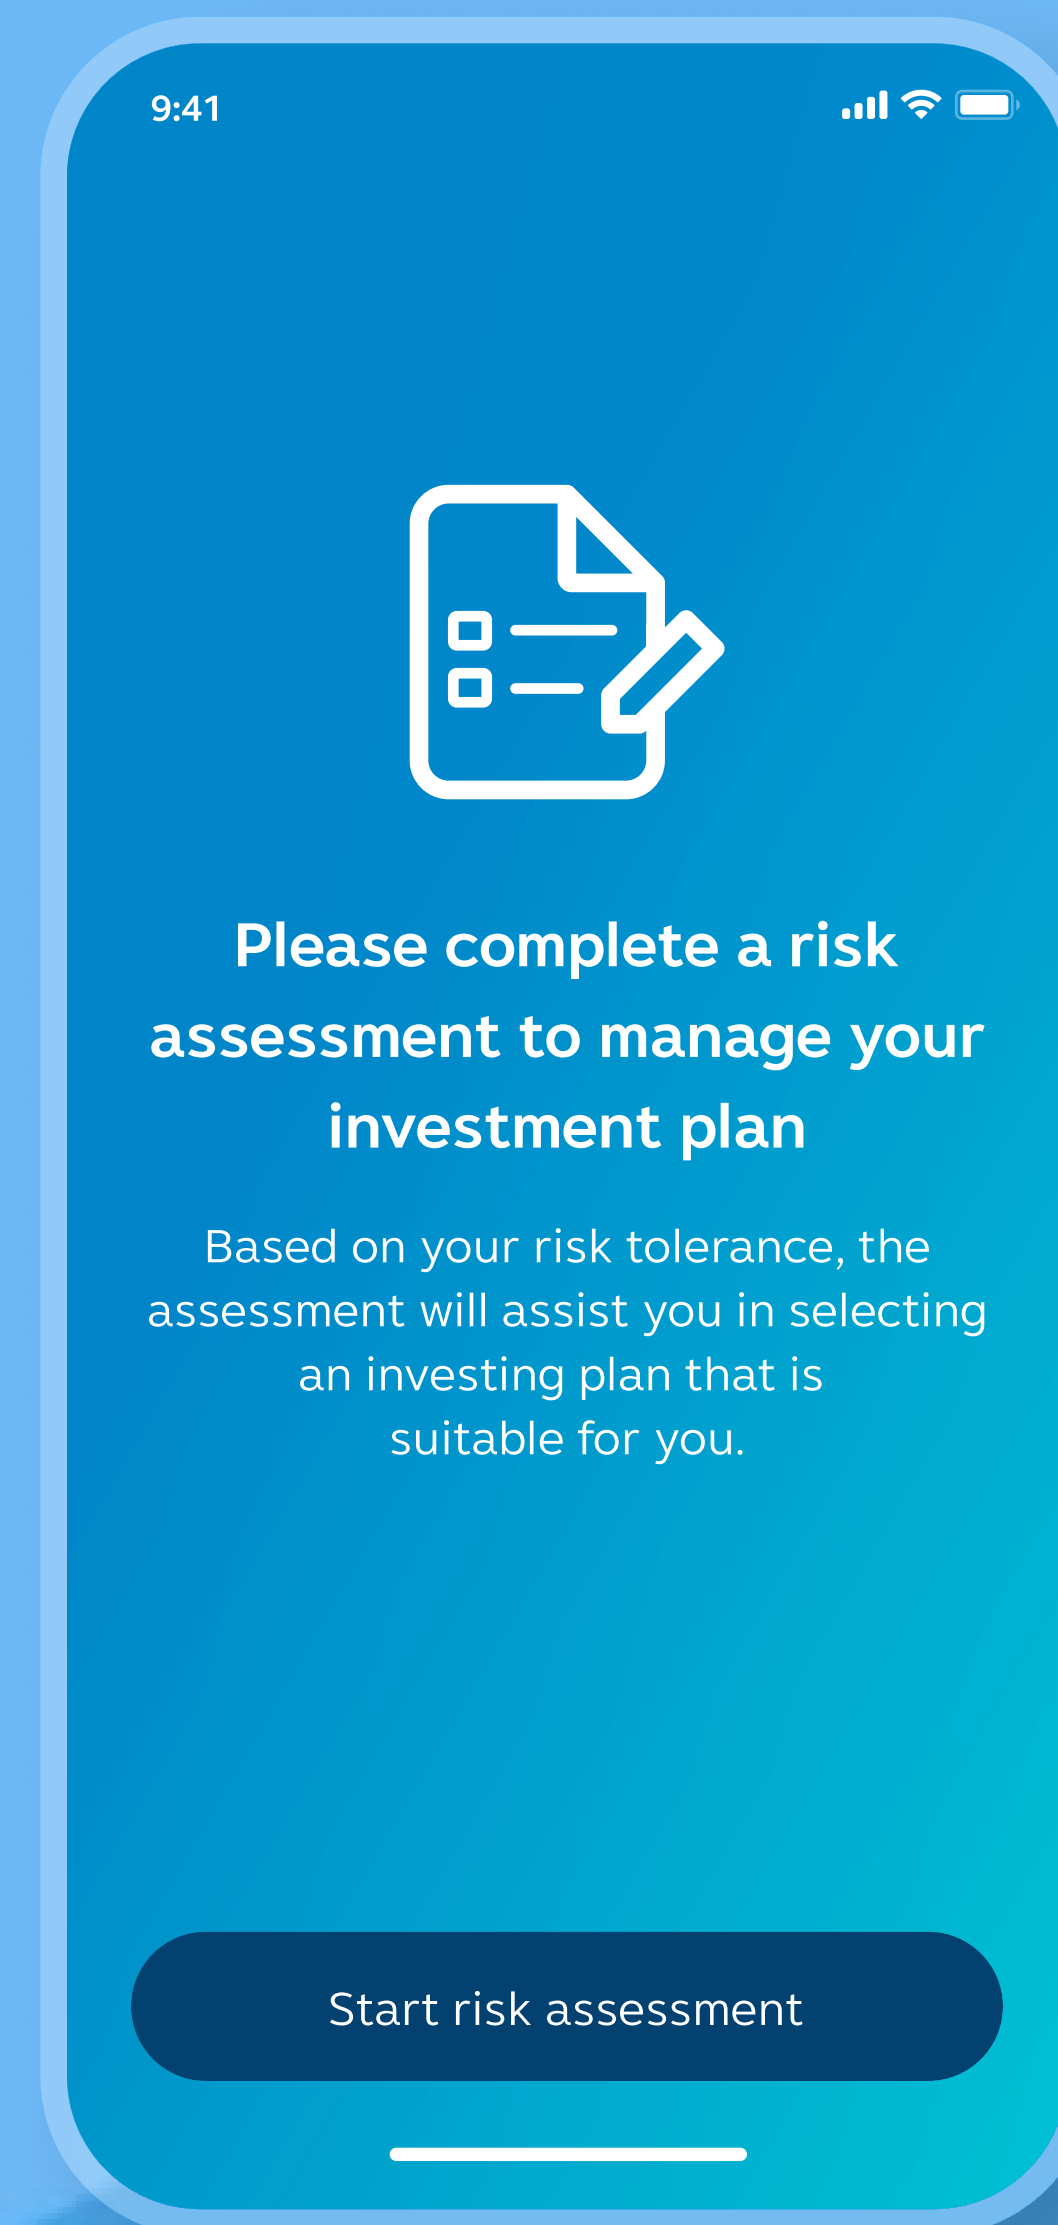 9:41
Please complete a risk
assessment to manage your
investment plan
Based on your risk tolerance, the
assessment will assist you in selecting
an investing plan that is
suitable for you.
Start risk assessment